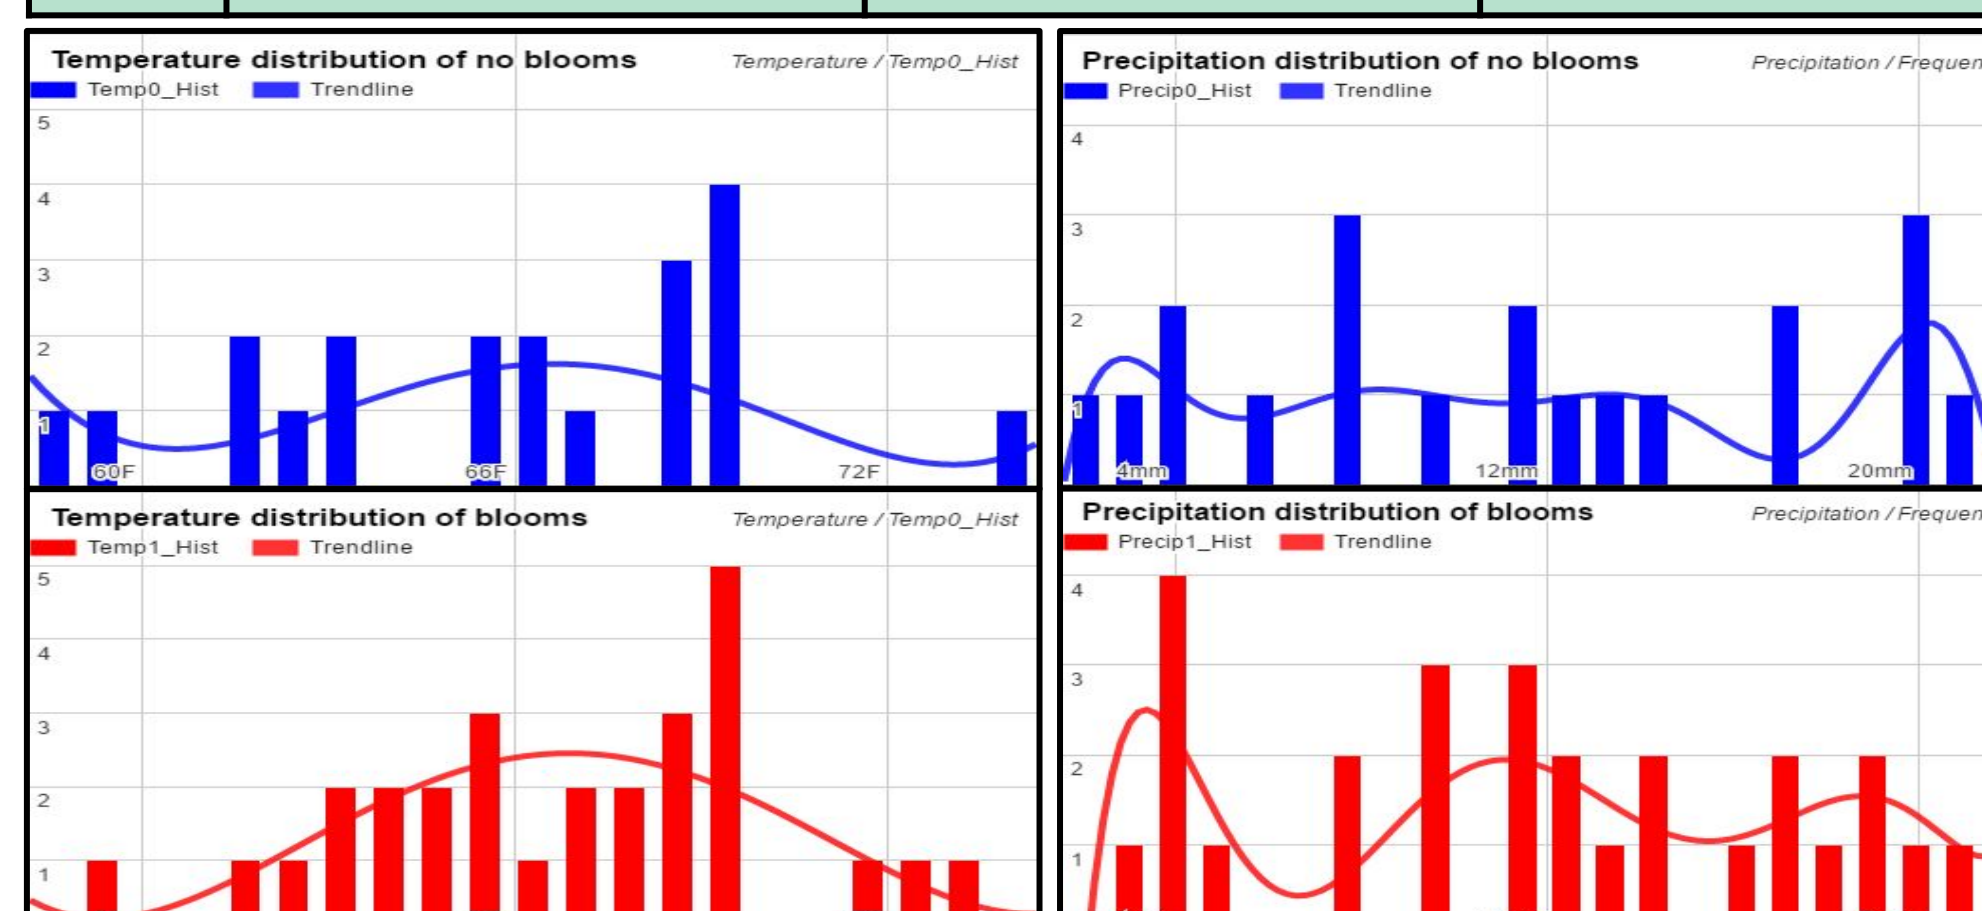 Temperature distribution of no blooms
Temperature / Temp0_Hist
Temp0_Hist
Trendline
5
4
3
2
1
60F
66F
72F
Precipitation distribution of no blooms
Precipitation / Frequen
Precip0_Hist
Trendline
4
3
2
1
4mm
12mm
20mm
Temperature distribution of blooms
Temperature / Temp0_Hist
Temp1_Hist
Trendline
5
4
3
2
1
Precipitation distribution of blooms
Precipitation / Frequen
Precip1_Hist
Trendline
4
3
2
1